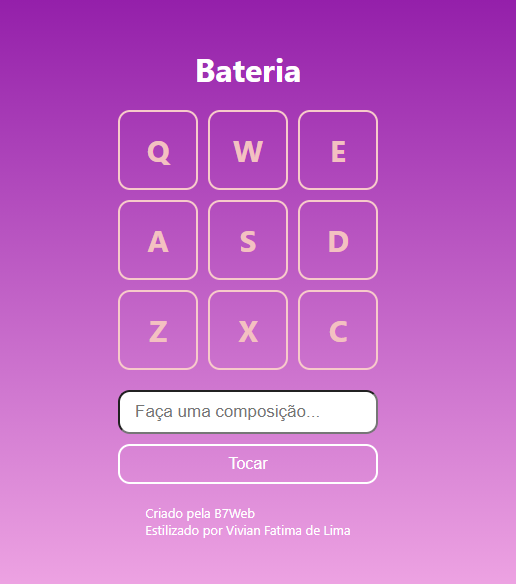 Bateria
Q W E
A S D
Z X C
Faça uma composição...
Tocar
Criado pela B7Web
Estilizado por Vivian Fatima de Lima